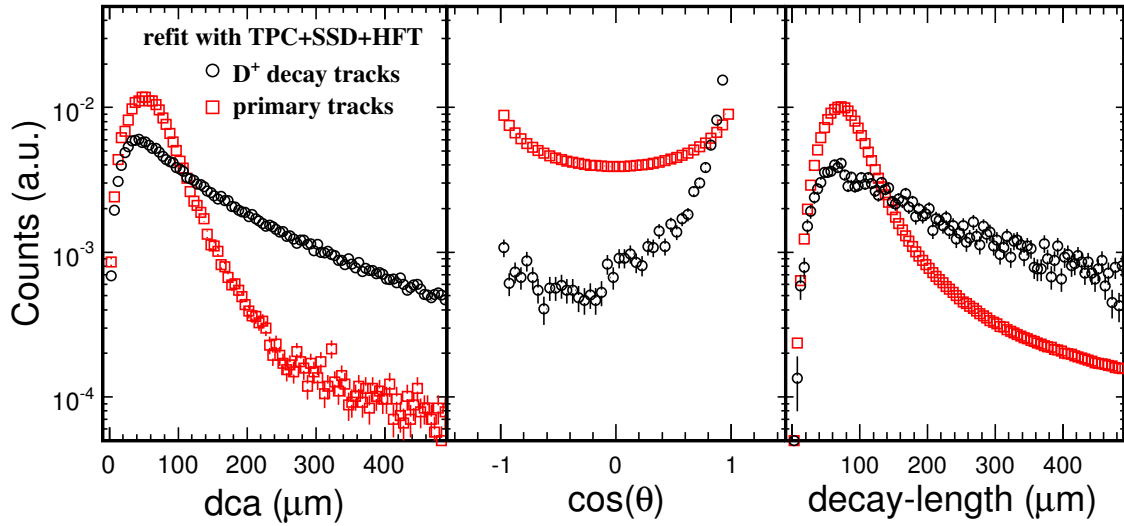 refit with TPC+SSD+HFT
D⁺ decay tracks
primary tracks
Counts (a.u.)
10⁻²
10⁻³
10⁻⁴
0 200 400
100 300
-1 0 1
100 200 300 400
dca (μm)
cos(θ)
decay-length (μm)